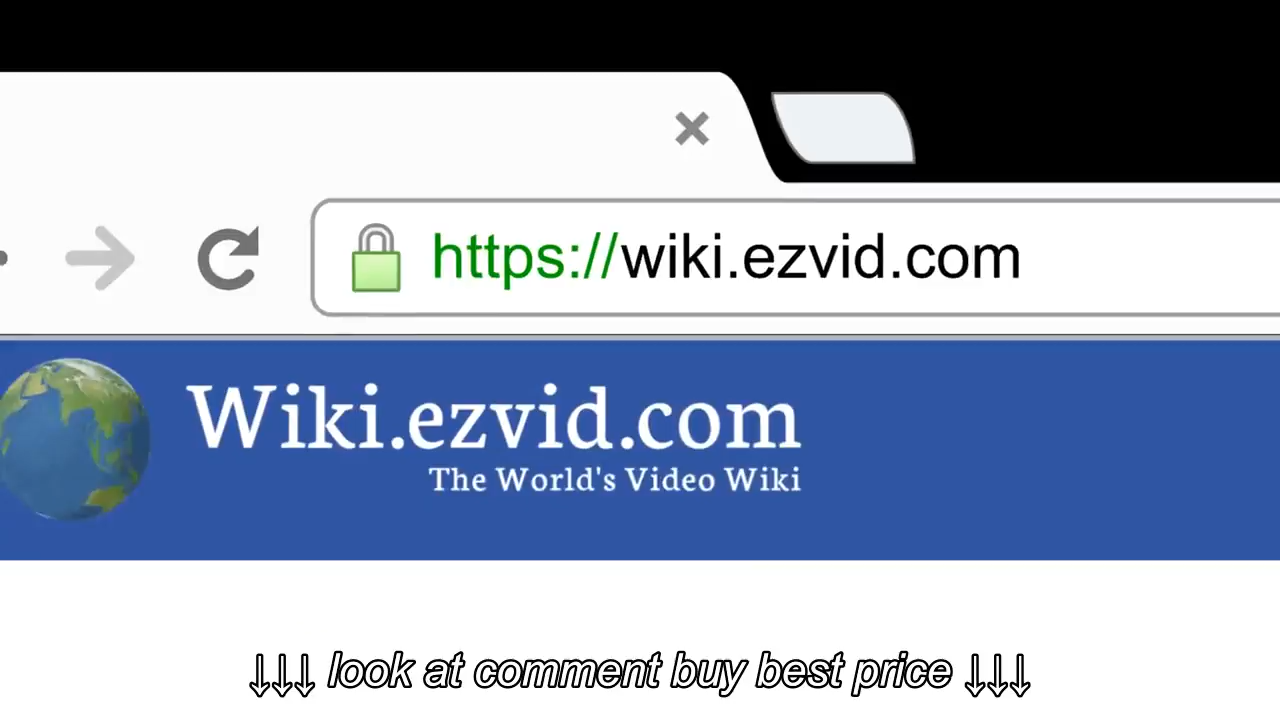 https://wiki.ezvid.com
Wiki.ezvid.com
The World's Video Wiki
↓↓↓ look at comment buy best price ↓↓↓